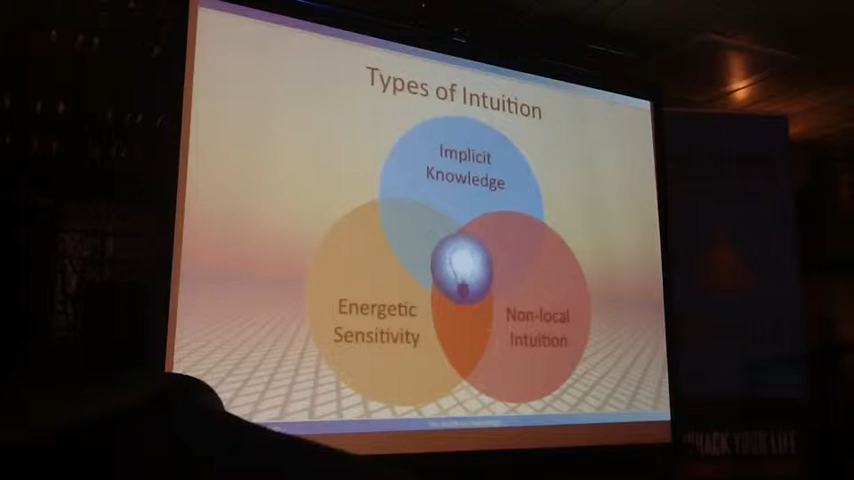 Types of Intuition
Implicit
Knowledge
Energetic
Sensitivity
Non-local
Intuition
HACK YOUR LIFE